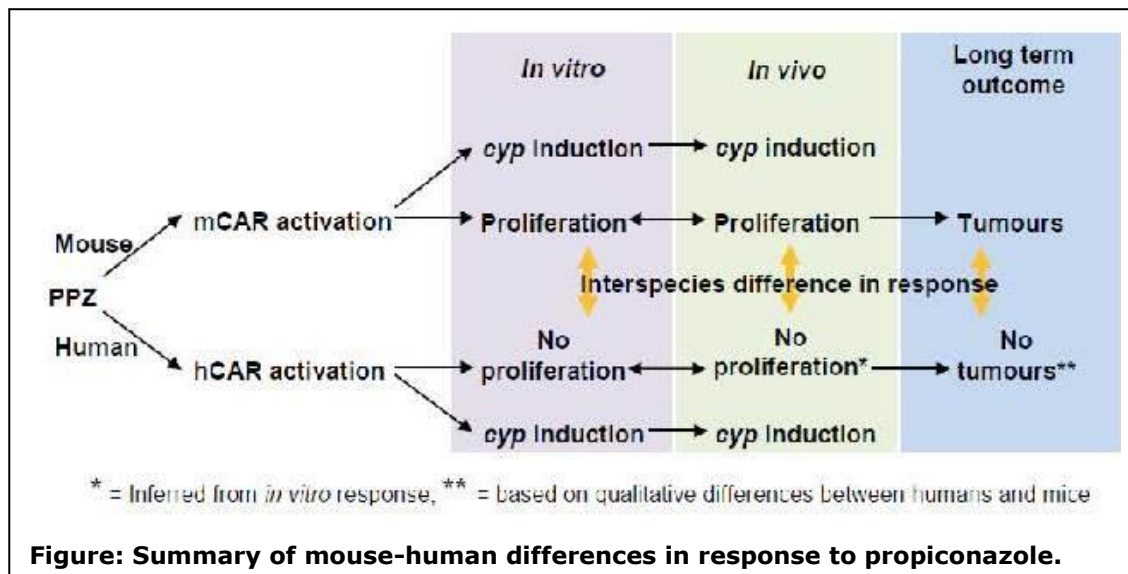 In vitro
In vivo
Long term
outcome
cyp induction
cyp induction
mCAR activation
Proliferation
Proliferation
Tumours
Mouse
Interspecies difference in response
PPZ
Human
No
No
No
hCAR activation
proliferation
proliferation*
tumours**
cyp induction
cyp induction
* = Inferred from in vitro response, ** = based on qualitative differences between humans and mice
Figure: Summary of mouse-human differences in response to propiconazole.